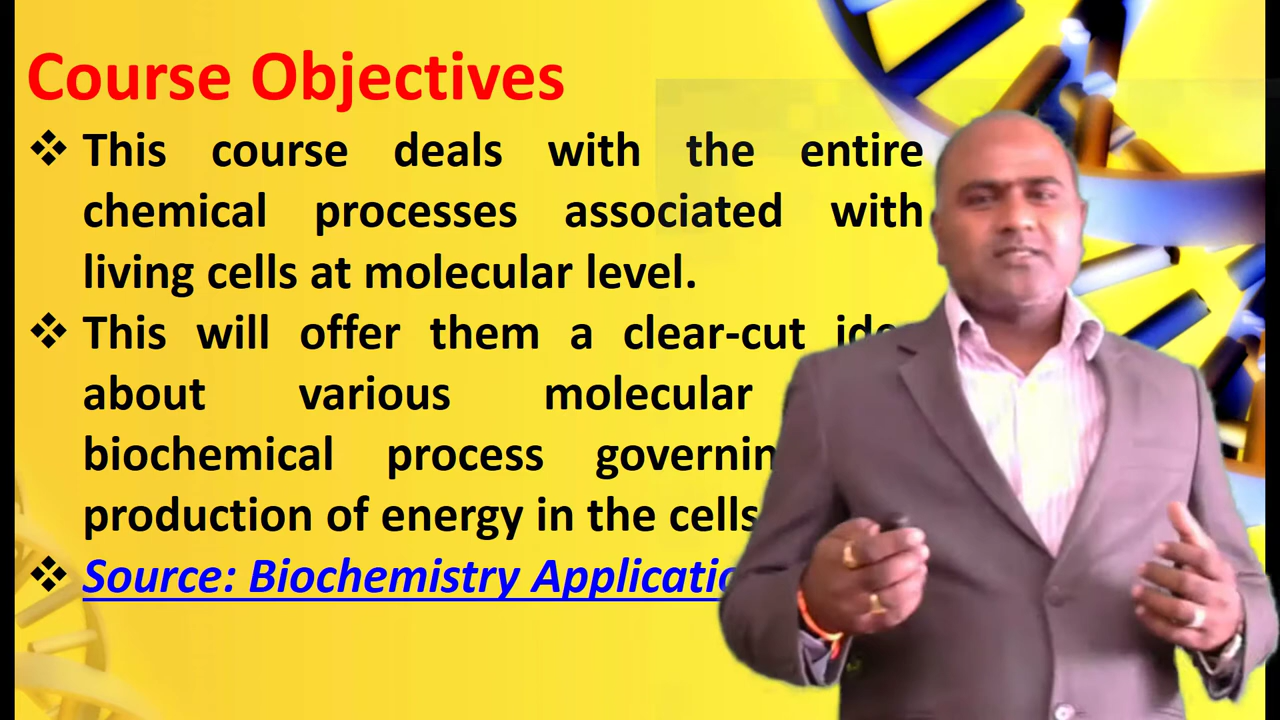 Course Objectives
❖ This course deals with the entire
chemical processes associated with
living cells at molecular level.
❖ This will offer them a clear-cut
about various molecular
biochemical process
production of energy in the cells
❖ Source: Biochemistry